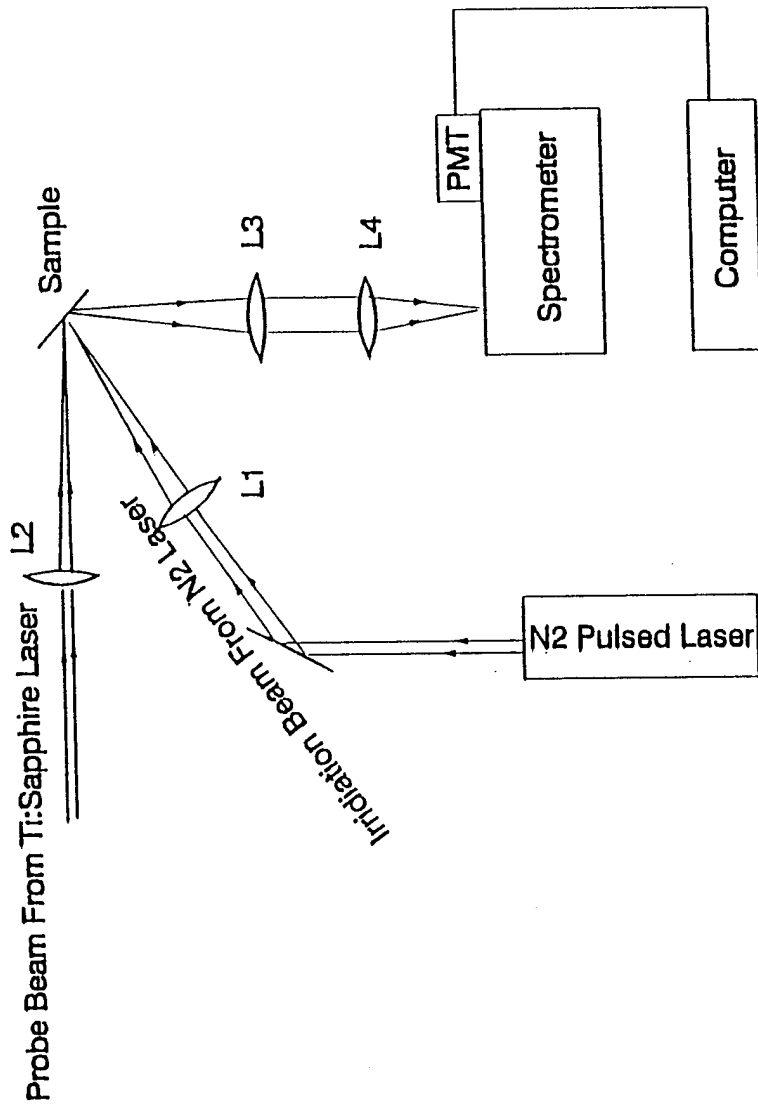 Probe Beam From Ti:Sapphire Laser
L2
Sample
Irridiation Beam From N2 Laser
L1
L3
L4
N2 Pulsed Laser
PMT
Spectrometer
Computer